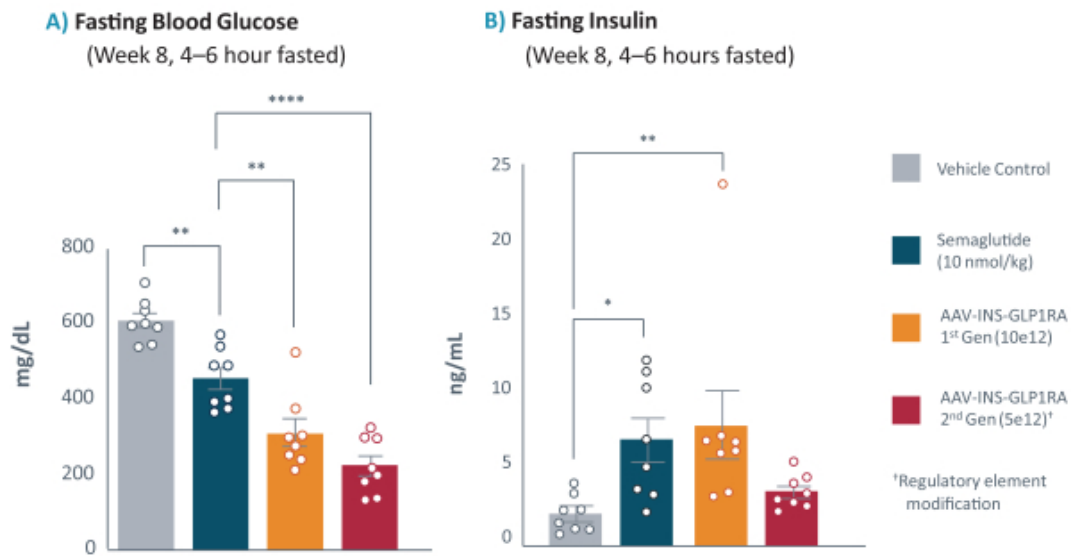 A) Fasting Blood Glucose
(Week 8, 4–6 hour fasted)
****
**
**
800
600
400
200
0
mg/dL
B) Fasting Insulin
(Week 8, 4–6 hours fasted)
**
*
25
20
15
10
5
0
ng/mL
Vehicle Control
Semaglutide
(10 nmol/kg)
AAV-INS-GLP1RA
1st Gen (10e12)
AAV-INS-GLP1RA
2nd Gen (5e12)†
†Regulatory element
modification